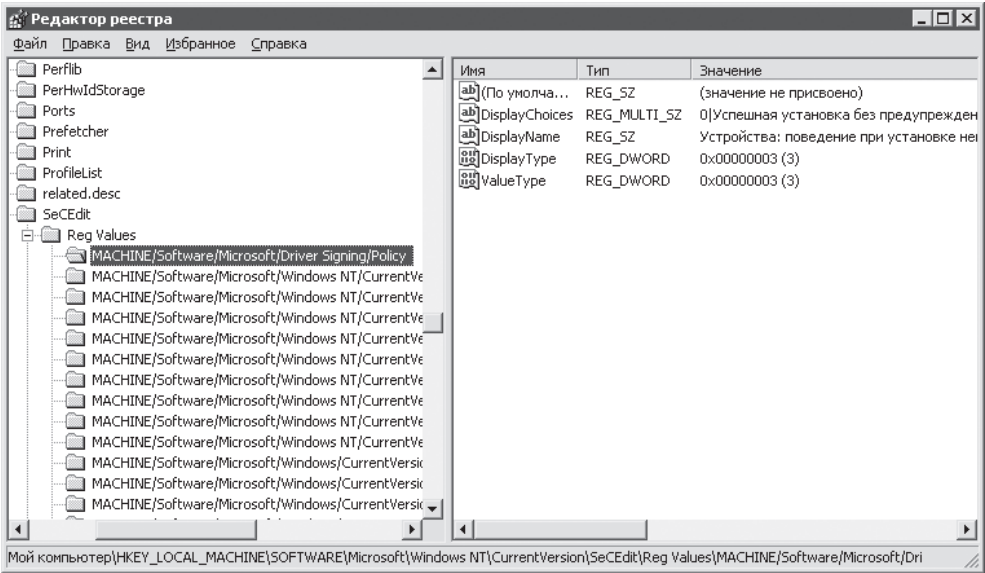 Редактор реестра
Файл Правка Вид Избранное Справка
Perflib
PerHwIdStorage
Ports
Prefetcher
Print
ProfileList
related.desc
SeCEdit
Reg Values
MACHINE/Software/Microsoft/Driver Signing/Policy
MACHINE/Software/Microsoft/Windows NT/CurrentVe
MACHINE/Software/Microsoft/Windows NT/CurrentVe
MACHINE/Software/Microsoft/Windows NT/CurrentVe
MACHINE/Software/Microsoft/Windows NT/CurrentVe
MACHINE/Software/Microsoft/Windows NT/CurrentVe
MACHINE/Software/Microsoft/Windows NT/CurrentVe
MACHINE/Software/Microsoft/Windows NT/CurrentVe
MACHINE/Software/Microsoft/Windows NT/CurrentVe
MACHINE/Software/Microsoft/Windows NT/CurrentVe
MACHINE/Software/Microsoft/Windows/CurrentVersic
MACHINE/Software/Microsoft/Windows/CurrentVersic
MACHINE/Software/Microsoft/Windows/CurrentVersic
Имя Тип Значение
(По умолча... REG_SZ (значение не присвоено)
DisplayChoices REG_MULTI_SZ 0|Успешная установка без предупрежден
DisplayName REG_SZ Устройства: поведение при установке не
DisplayType REG_DWORD 0x00000003 (3)
ValueType REG_DWORD 0x00000003 (3)
Мой компьютер\HKEY_LOCAL_MACHINE\SOFTWARE\Microsoft\Windows NT\CurrentVersion\SeCEdit\Reg Values\MACHINE/Software/Microsoft/Dri